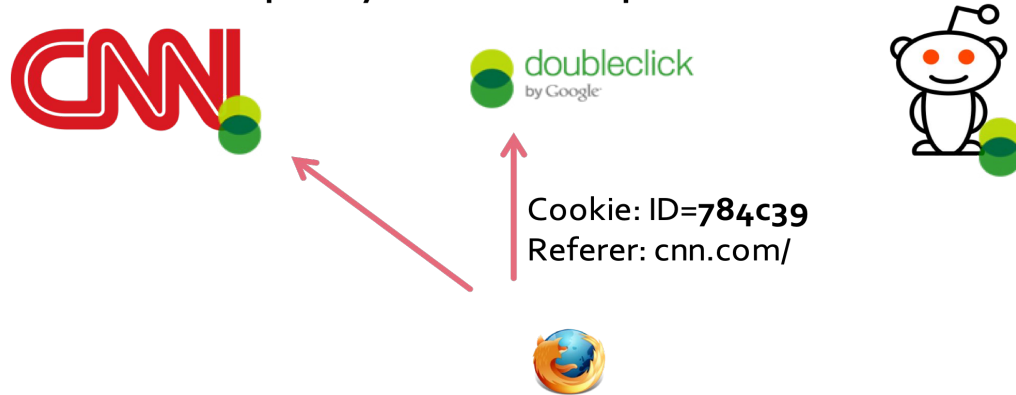 CNN
doubleclick
by Google
Cookie: ID=784c39
Referer: cnn.com/